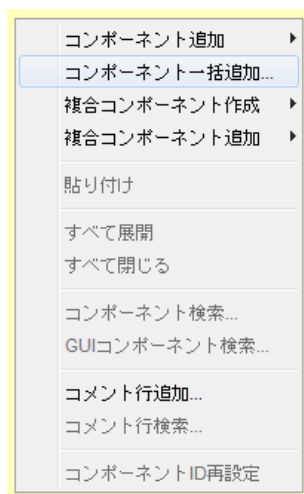 コンポーネント追加
コンポーネント一括追加...
複合コンポーネント作成
複合コンポーネント追加
貼り付け
すべて展開
すべて閉じる
コンポーネント検索...
GUIコンポーネント検索...
コメント行追加...
コメント行検索...
コンポーネントID再設定